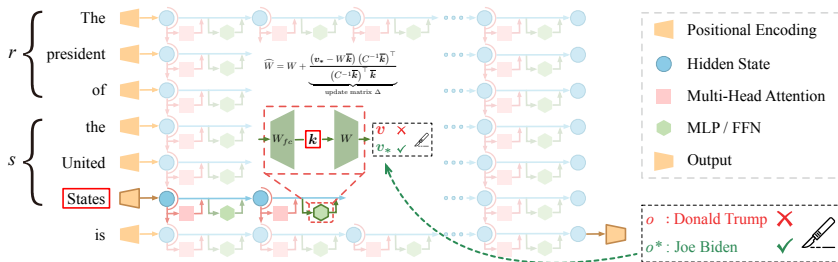 The
president
of
the
United
States
is
r
s
Ŵ = W + (v* − Wk̄) (C⁻¹k̄)ᵀ / (C⁻¹k̄)ᵀ k̄
update matrix Δ
W_fc k W
v ✗
v* ✓
Positional Encoding
Hidden State
Multi-Head Attention
MLP / FFN
Output
o : Donald Trump ✗
o* : Joe Biden ✓